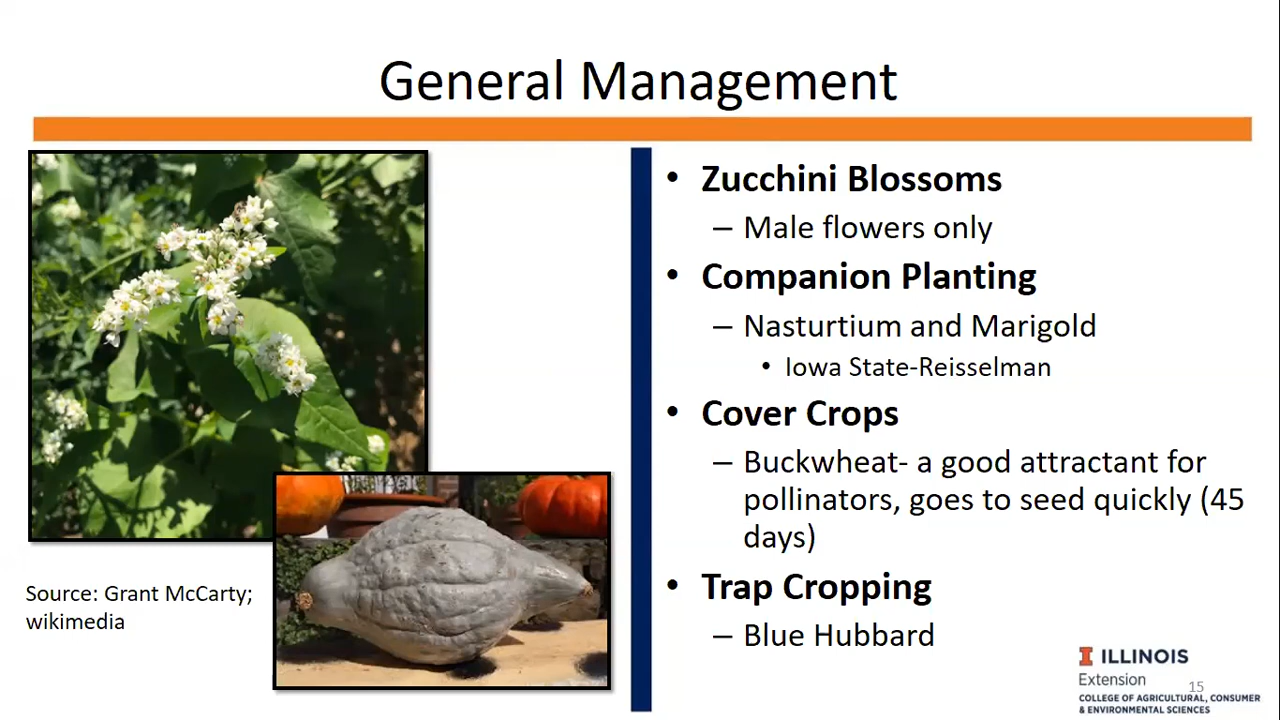 General Management
• Zucchini Blossoms
– Male flowers only
• Companion Planting
– Nasturtium and Marigold
• Iowa State-Reisselman
• Cover Crops
– Buckwheat- a good attractant for
pollinators, goes to seed quickly (45
days)
• Trap Cropping
– Blue Hubbard
Source: Grant McCarty;
wikimedia
I ILLINOIS
Extension
15
COLLEGE OF AGRICULTURAL, CONSUMER
& ENVIRONMENTAL SCIENCES